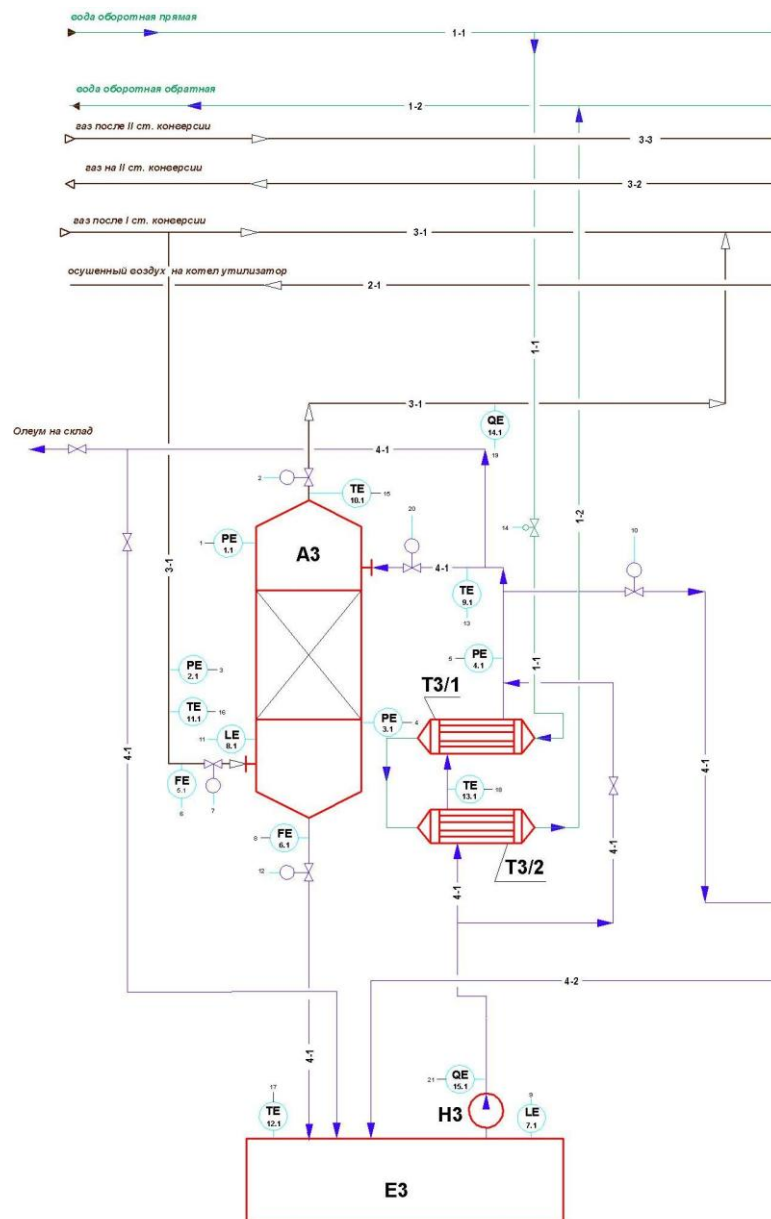 вода оборотная прямая
1-1
вода оборотная обратная
1-2
газ после II ст. конверсии
3-3
газ на II ст. конверсии
3-2
газ после I ст. конверсии
3-1
осушенный воздух на котел утилизатор
2-1
1-1
3-1
QE
14.1
19
Олеум на склад
4-1
2
TE
10.1
15
1-2
1
PE
1.1
A3
20
14
10
3-1
4-1
TE
9.1
13
PE
2.1
3
5
PE
4.1
1-1
T3/1
TE
11.1
16
PE
3.1
4
11
LE
8.1
4-1
FE
5.1
6
7
TE
13.1
18
4-1
8
FE
6.1
12
T3/2
4-1
4-1
4-2
4-1
17
TE
12.1
21
QE
15.1
H3
9
LE
7.1
E3